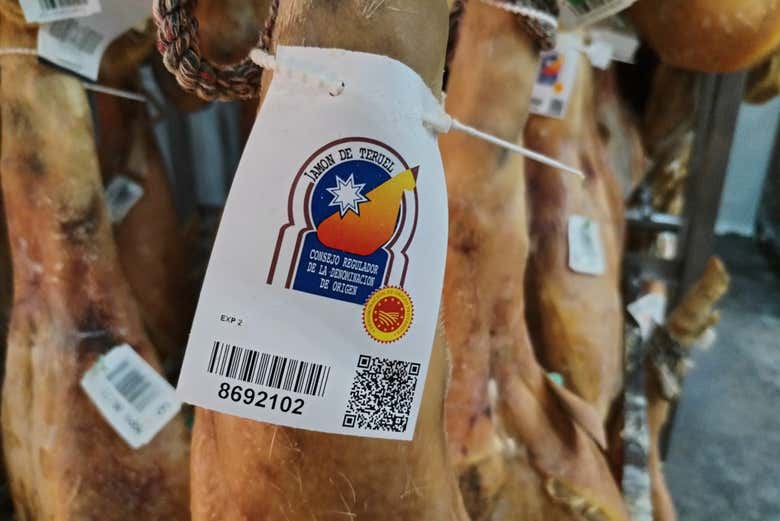 JAMON DE TERUEL
CONSEJO REGULADOR
DE LA DENOMINACION
DE ORIGEN
EXP 2
8692102